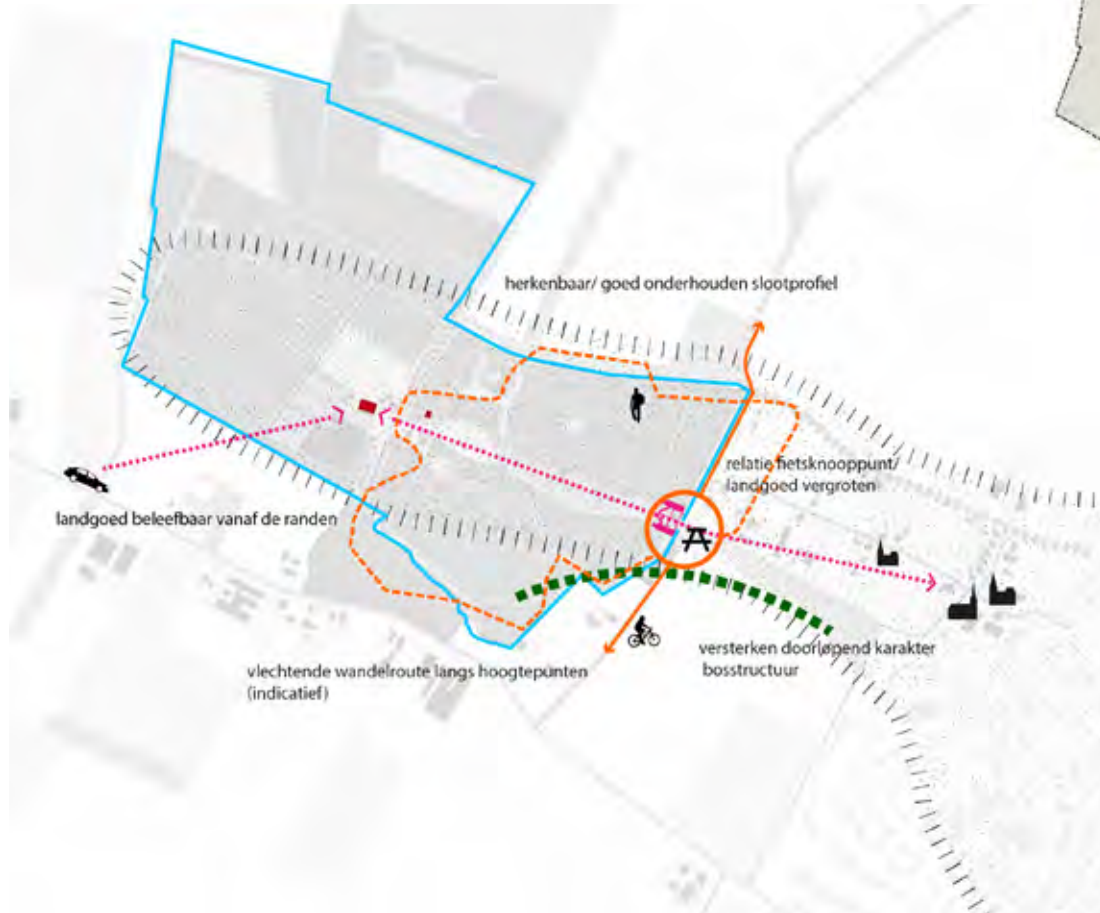 herkenbaar/ goed onderhouden slootprofiel
relatie fietsknooppunt/
landgoed vergroten
landgoed beleefbaar vanaf de randen
versterken doorlopend karakter
bosstructuur
vlechtende wandelroute langs hoogtepunten
(indicatief)